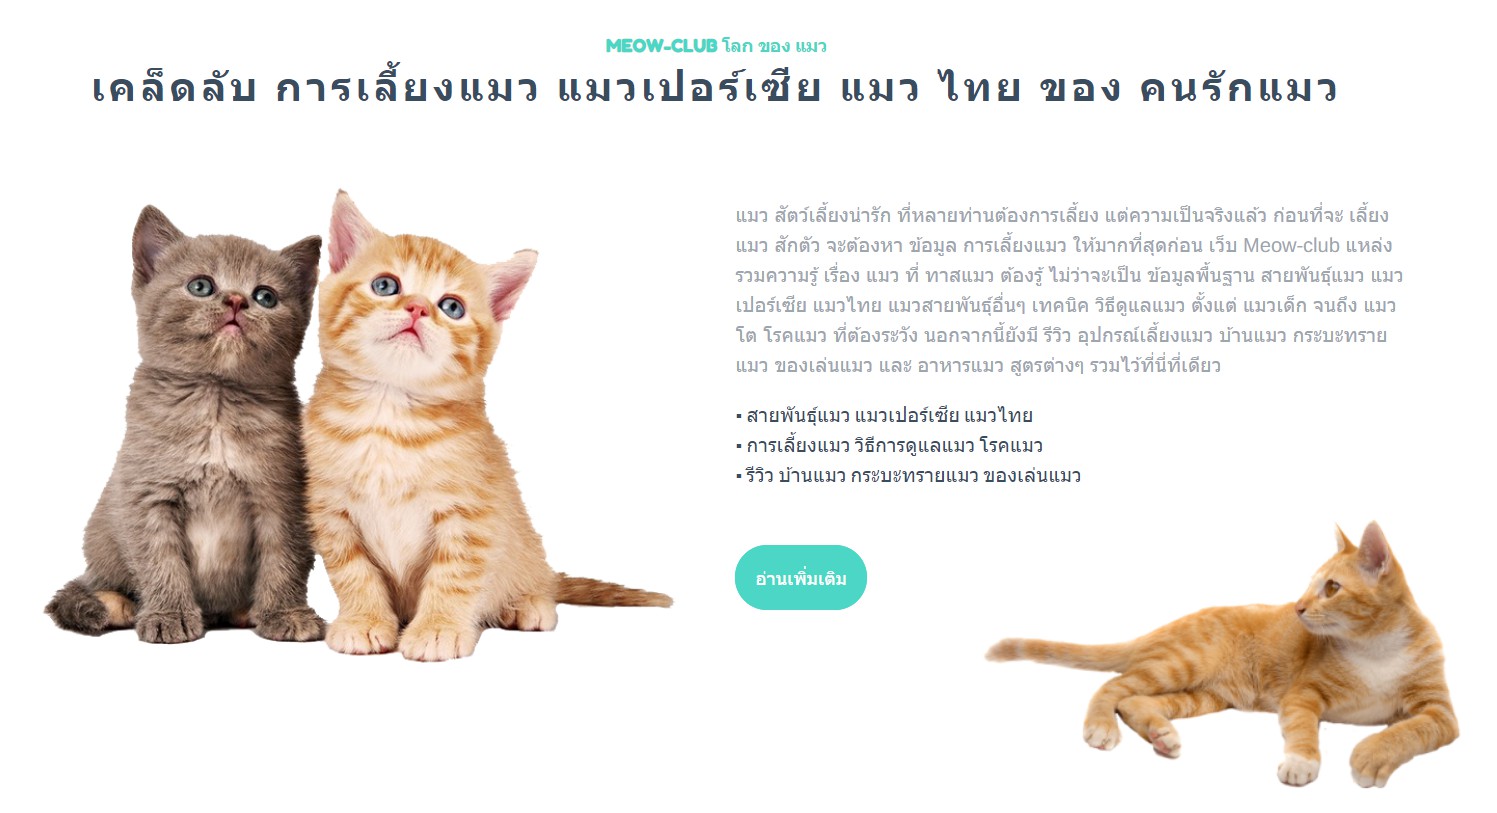 MEOW-CLUB โลก ของ แมว
เคล็ดลับ การเลี้ยงแมว แมวเปอร์เซีย แมว ไทย ของ คนรักแมว
แมว สัตว์เลี้ยงน่ารัก ที่หลายท่านต้องการเลี้ยง แต่ความเป็นจริงแล้ว ก่อนที่จะ เลี้ยง
แมว สักตัว จะต้องหา ข้อมูล การเลี้ยงแมว ให้มากที่สุดก่อน เว็บ Meow-club แหล่ง
รวมความรู้ เรื่อง แมว ที่ ทาสแมว ต้องรู้ ไม่ว่าจะเป็น ข้อมูลพื้นฐาน สายพันธุ์แมว แมว
เปอร์เซีย แมวไทย แมวสายพันธุ์อื่นๆ เทคนิค วิธีดูแลแมว ตั้งแต่ แมวเด็ก จนถึง แมว
โต โรคแมว ที่ต้องระวัง นอกจากนี้ยังมี รีวิว อุปกรณ์เลี้ยงแมว บ้านแมว กระบะทราย
แมว ของเล่นแมว และ อาหารแมว สูตรต่างๆ รวมไว้ที่นี่ที่เดียว
▪ สายพันธุ์แมว แมวเปอร์เซีย แมวไทย
▪ การเลี้ยงแมว วิธีการดูแลแมว โรคแมว
▪ รีวิว บ้านแมว กระบะทรายแมว ของเล่นแมว
อ่านเพิ่มเติม